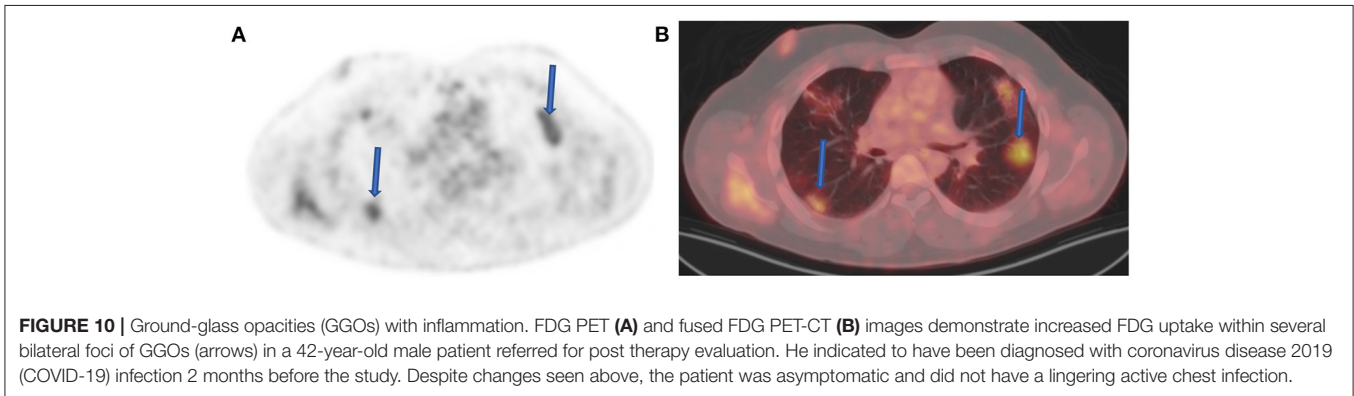 A
B
FIGURE 10 | Ground-glass opacities (GGOs) with inflammation. FDG PET (A) and fused FDG PET-CT (B) images demonstrate increased FDG uptake within several
bilateral foci of GGOs (arrows) in a 42-year-old male patient referred for post therapy evaluation. He indicated to have been diagnosed with coronavirus disease 2019
(COVID-19) infection 2 months before the study. Despite changes seen above, the patient was asymptomatic and did not have a lingering active chest infection.